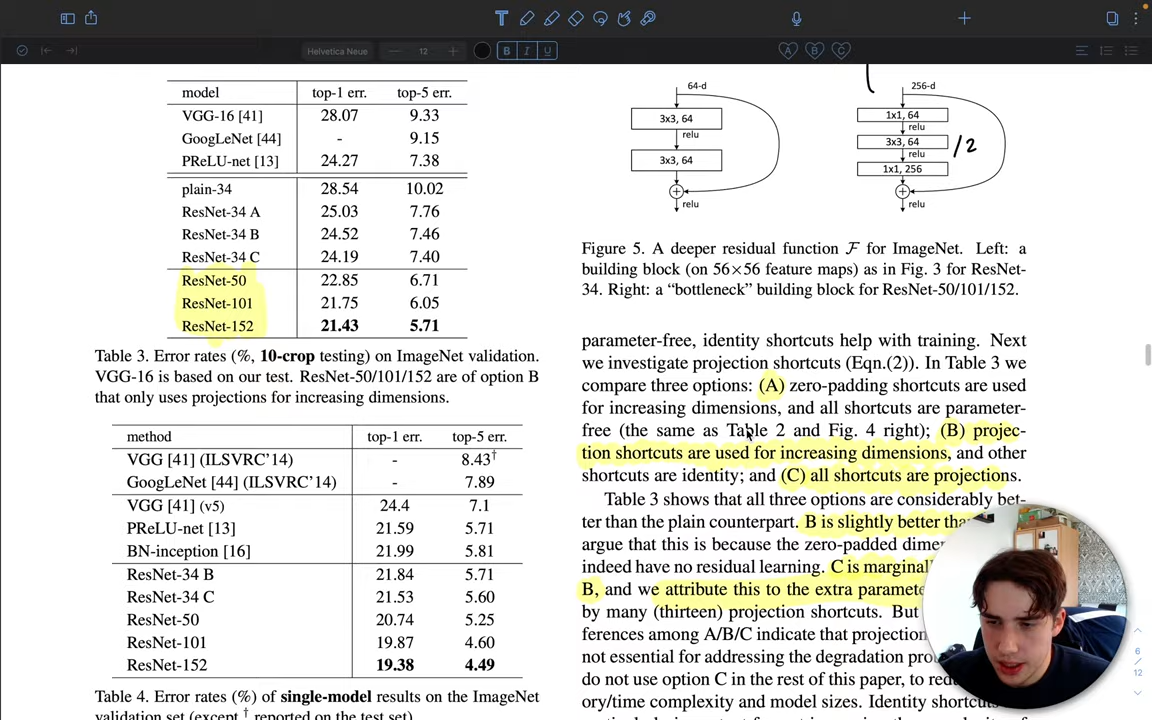 Helvetica Neue
12
B I U
A B C
model top-1 err. top-5 err.
VGG-16 [41] 28.07 9.33
GoogLeNet [44] - 9.15
PReLU-net [13] 24.27 7.38
plain-34 28.54 10.02
ResNet-34 A 25.03 7.76
ResNet-34 B 24.52 7.46
ResNet-34 C 24.19 7.40
ResNet-50 22.85 6.71
ResNet-101 21.75 6.05
ResNet-152 21.43 5.71
Table 3. Error rates (%, 10-crop testing) on ImageNet validation.
VGG-16 is based on our test. ResNet-50/101/152 are of option B
that only uses projections for increasing dimensions.
method top-1 err. top-5 err.
VGG [41] (ILSVRC’14) - 8.43†
GoogLeNet [44] (ILSVRC’14) - 7.89
VGG [41] (v5) 24.4 7.1
PReLU-net [13] 21.59 5.71
BN-inception [16] 21.99 5.81
ResNet-34 B 21.84 5.71
ResNet-34 C 21.53 5.60
ResNet-50 20.74 5.25
ResNet-101 19.87 4.60
ResNet-152 19.38 4.49
Table 4. Error rates (%) of single-model results on the ImageNet
validation set (except † reported on the test set)
64-d
3x3, 64
relu
3x3, 64
relu
256-d
1x1, 64
relu
3x3, 64
relu
1x1, 256
relu
/2
Figure 5. A deeper residual function F for ImageNet. Left: a
building block (on 56×56 feature maps) as in Fig. 3 for ResNet-
34. Right: a “bottleneck” building block for ResNet-50/101/152.
parameter-free, identity shortcuts help with training. Next
we investigate projection shortcuts (Eqn.(2)). In Table 3 we
compare three options: (A) zero-padding shortcuts are used
for increasing dimensions, and all shortcuts are parameter-
free (the same as Table 2 and Fig. 4 right); (B) projec-
tion shortcuts are used for increasing dimensions, and other
shortcuts are identity; and (C) all shortcuts are projections.
Table 3 shows that all three options are considerably bet-
ter than the plain counterpart. B is slightly better
argue that this is because the zero-padded
indeed have no residual learning. C is
B, and we attribute this to the extra
by many (thirteen) projection shortcuts. But
ferences among A/B/C indicate that projection
not essential for addressing the degradation
do not use option C in the rest of this paper, to
ory/time complexity and model sizes. Identity
6
/
12